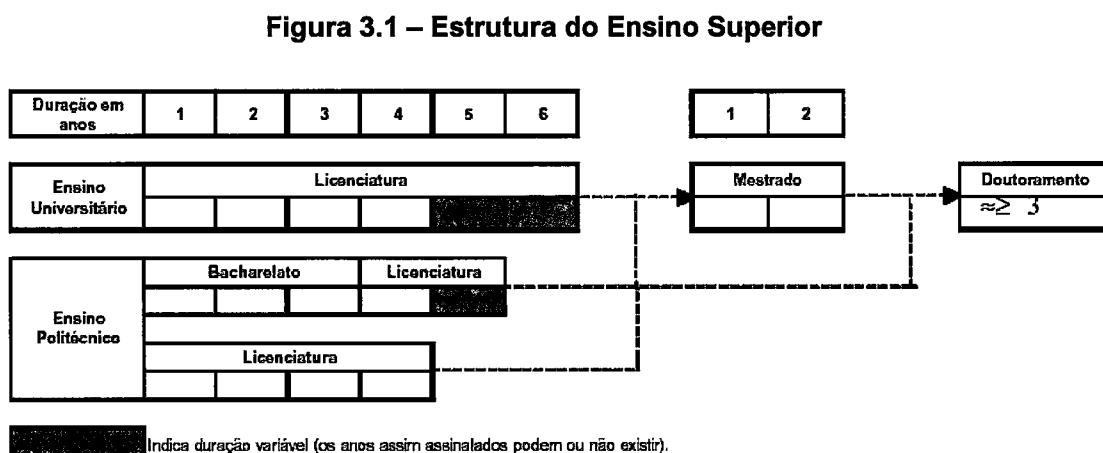 Figura 3.1 – Estrutura do Ensino Superior
Duração em anos 1 2 3 4 5 6 1 2
Ensino Universitário
Licenciatura
Mestrado
Doutoramento
≈≥ 3
Ensino Politécnico
Bacharelato Licenciatura
Licenciatura
Indica duração variável (os anos assim assinalados podem ou não existir).